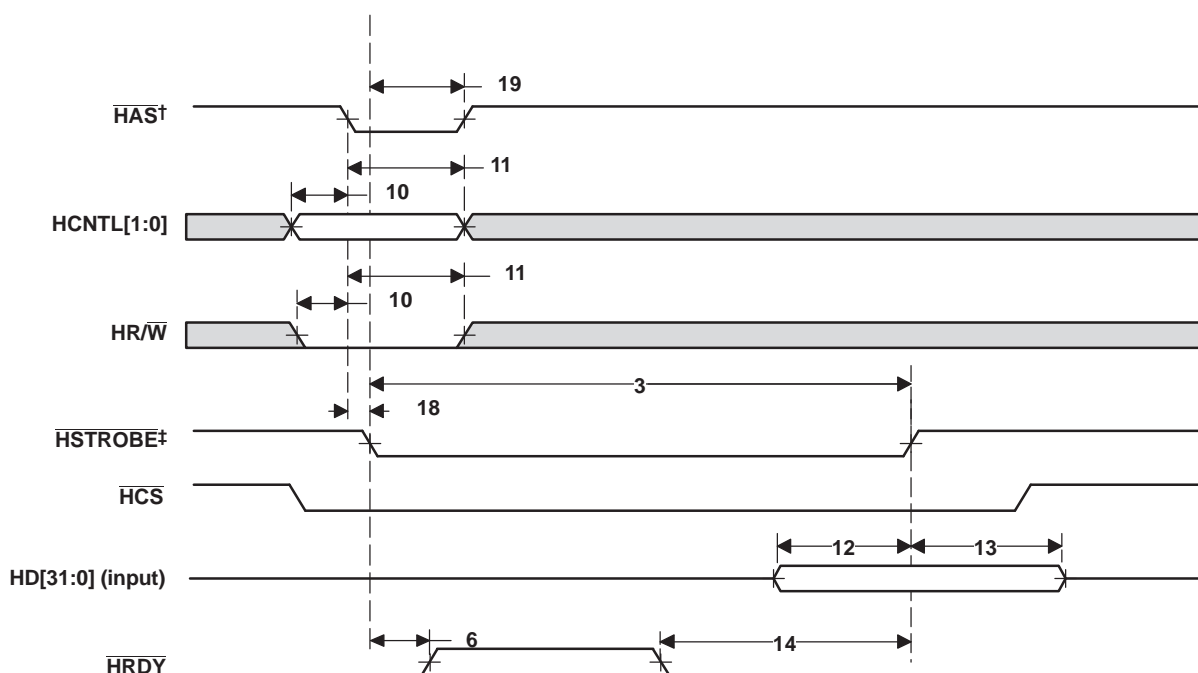 19
HAS†
11
10
HCNTL[1:0]
11
10
HR/W
3
18
HSTROBE‡
HCS
12
13
HD[31:0] (input)
6
14
HRDY